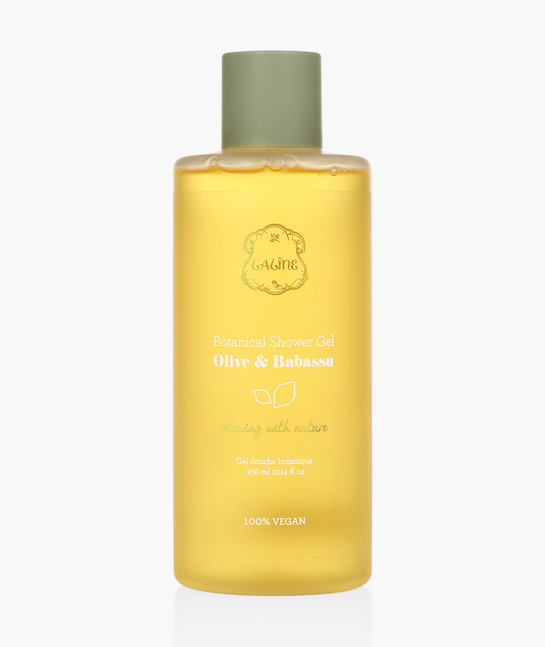 LALINE
Botanical Shower Gel
Olive & Babassu
glowing with nature
Gel douche botanique
300 ml 10.14 fl. oz
100% VEGAN